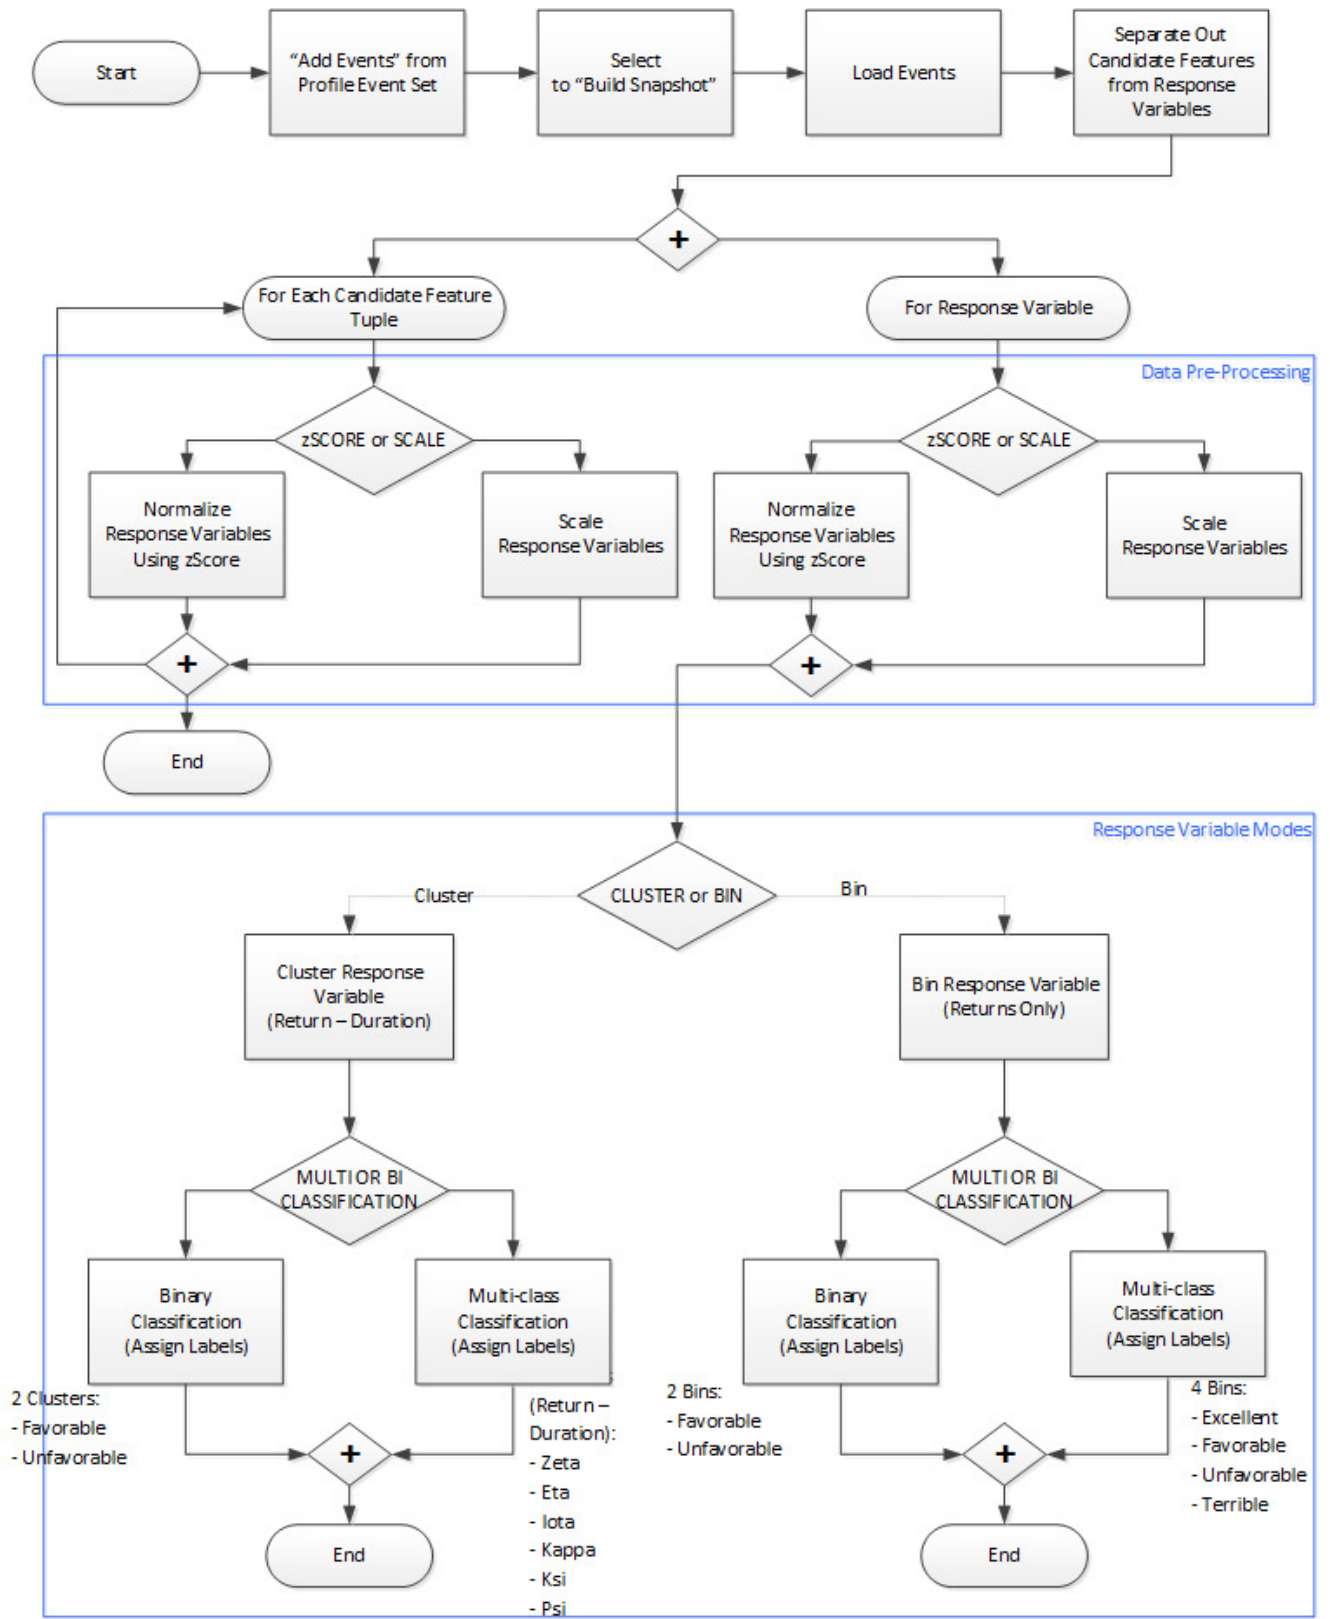 Start
“Add Events” from
Profile Event Set
Select
to “Build Snapshot”
Load Events
Separate Out
Candidate Features
from Response
Variables
+
For Each Candidate Feature
Tuple
For Response Variable
Data Pre-Processing
zSCORE or SCALE
Normalize
Response Variables
Using zScore
Scale
Response Variables
+
End
zSCORE or SCALE
Normalize
Response Variables
Using zScore
Scale
Response Variables
+
Response Variable Modes
CLUSTER or BIN
Cluster
Bin
Cluster Response
Variable
(Return – Duration)
Bin Response Variable
(Returns Only)
MULTI OR BI
CLASSIFICATION
Binary
Classification
(Assign Labels)
Multi-class
Classification
(Assign Labels)
2 Clusters:
- Favorable
- Unfavorable
(Return –
Duration):
- Zeta
- Eta
- Iota
- Kappa
- Ksi
- Psi
+
End
MULTI OR BI
CLASSIFICATION
Binary
Classification
(Assign Labels)
Multi-class
Classification
(Assign Labels)
2 Bins:
- Favorable
- Unfavorable
4 Bins:
- Excellent
- Favorable
- Unfavorable
- Terrible
+
End